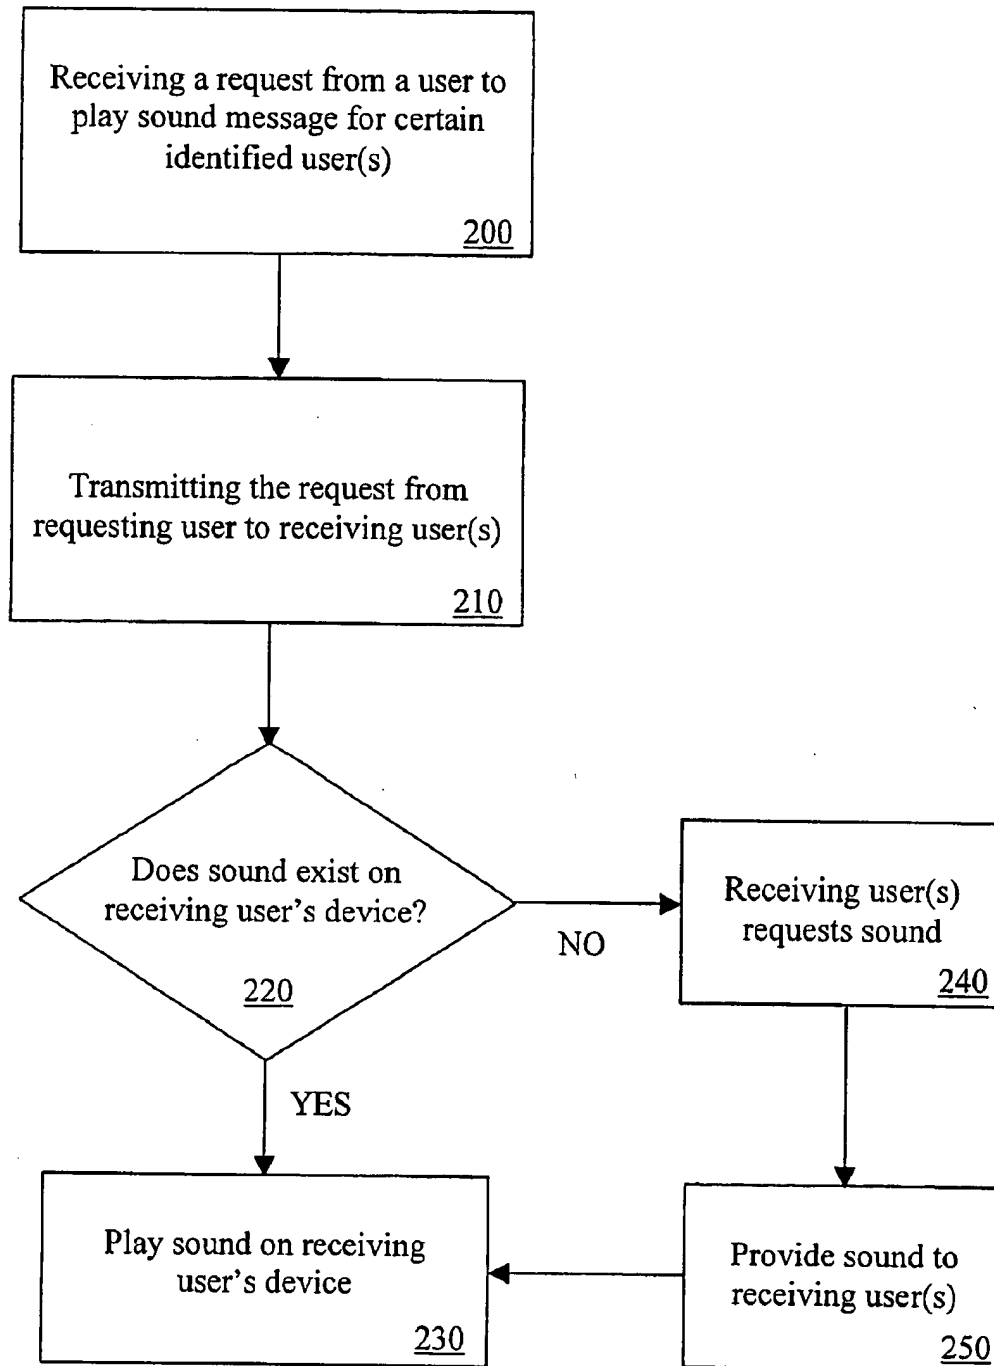 Receiving a request from a user to
play sound message for certain
identified user(s)
200
Transmitting the request from
requesting user to receiving user(s)
210
Does sound exist on
receiving user's device?
220
NO
Receiving user(s)
requests sound
240
YES
Play sound on receiving
user's device
230
Provide sound to
receiving user(s)
250